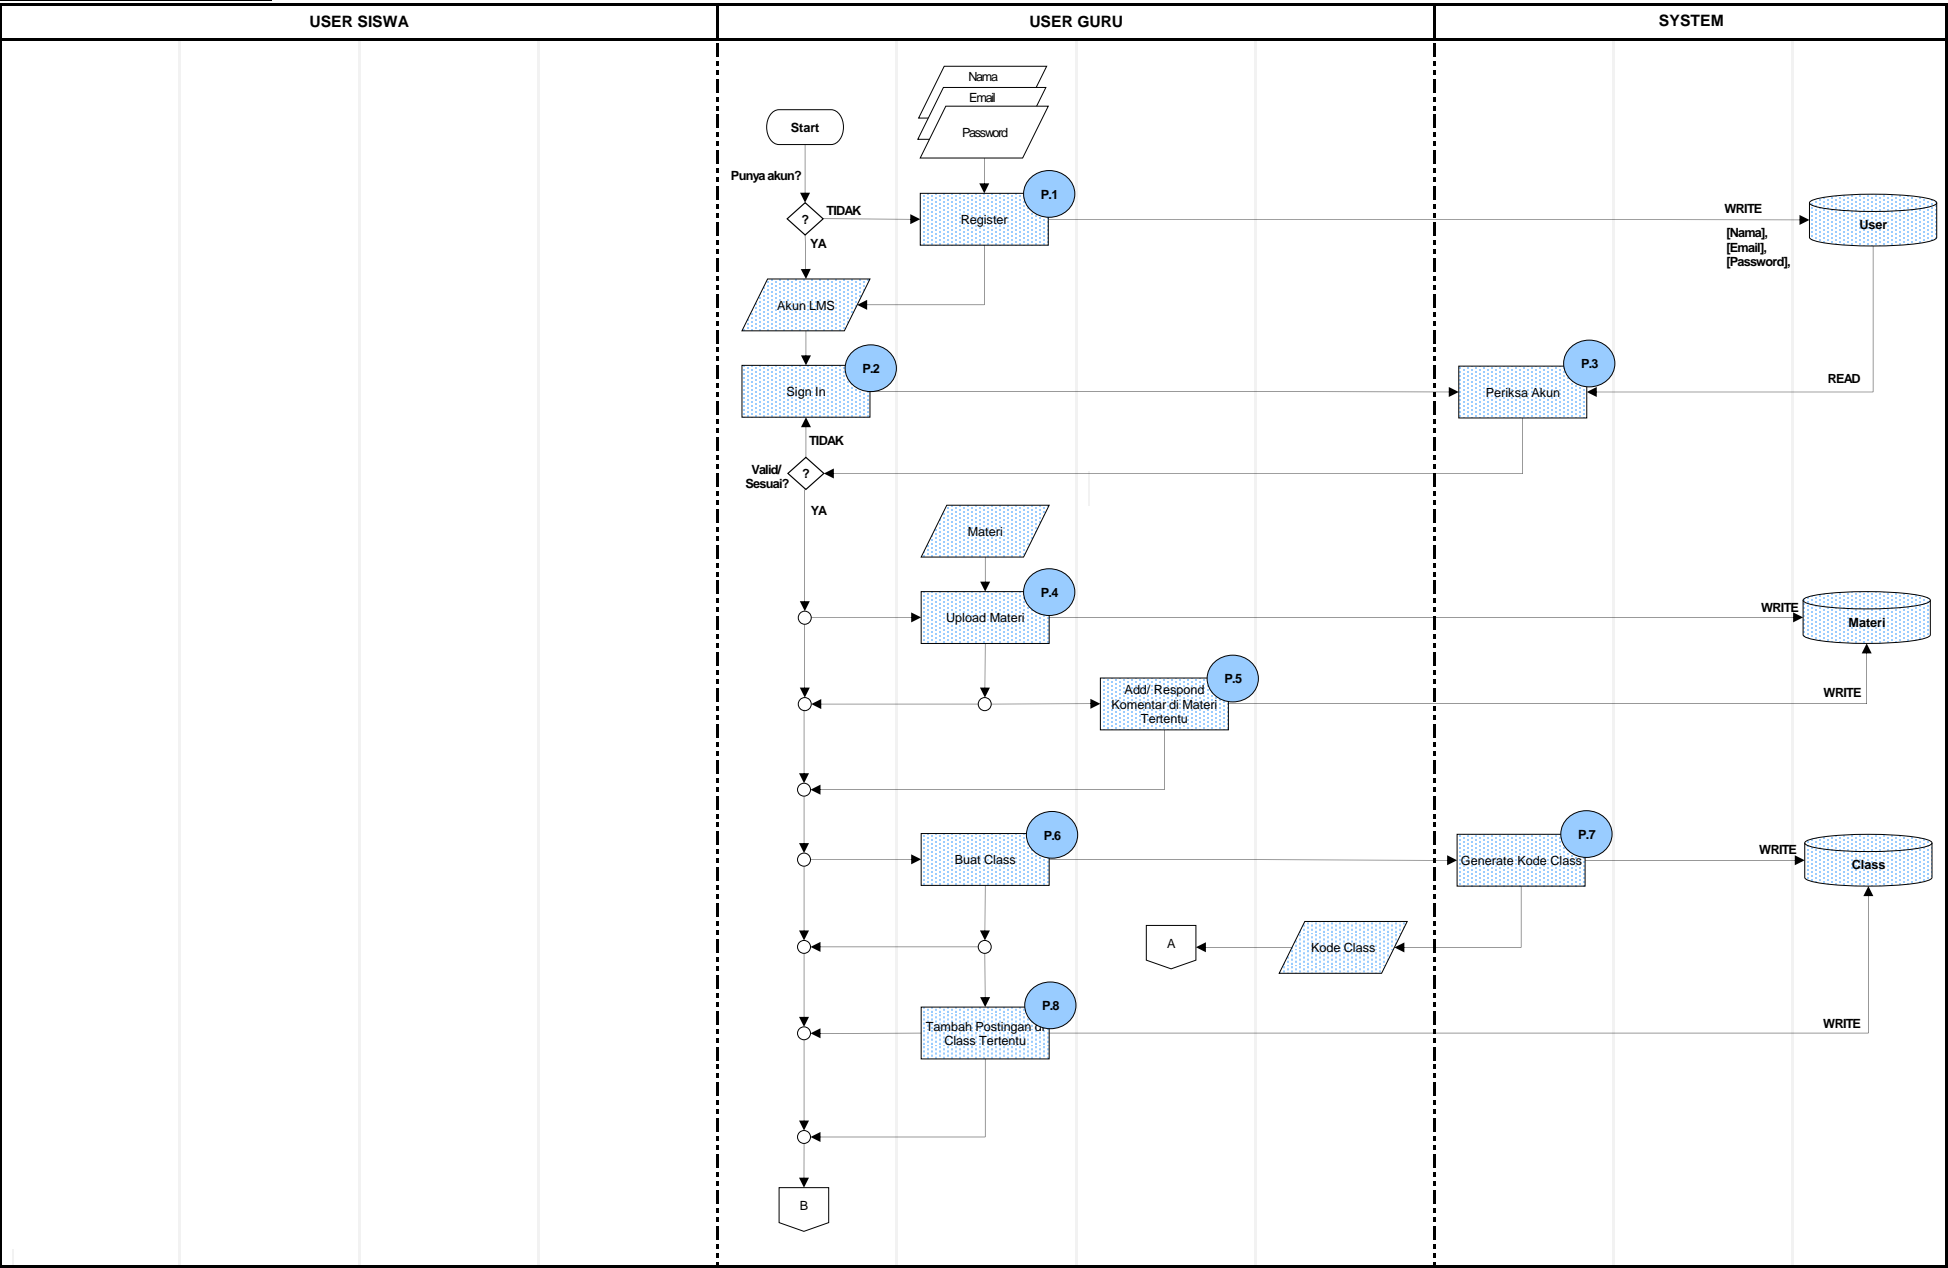 USER SISWA
USER GURU
SYSTEM
Nama
Email
Password
Start
Punya akun?
?
TIDAK
YA
Register
P.1
WRITE
[Nama],
[Email],
[Password],
User
Akun LMS
Sign In
P.2
Periksa Akun
P.3
READ
TIDAK
Valid/
Sesuai?
?
YA
Materi
Upload Materi
P.4
WRITE
Materi
Add/ Respond
Komentar di Materi
Tertentu
P.5
WRITE
Buat Class
P.6
Generate Kode Class
P.7
WRITE
Class
A
Kode Class
Tambah Postingan di
Class Tertentu
P.8
WRITE
B